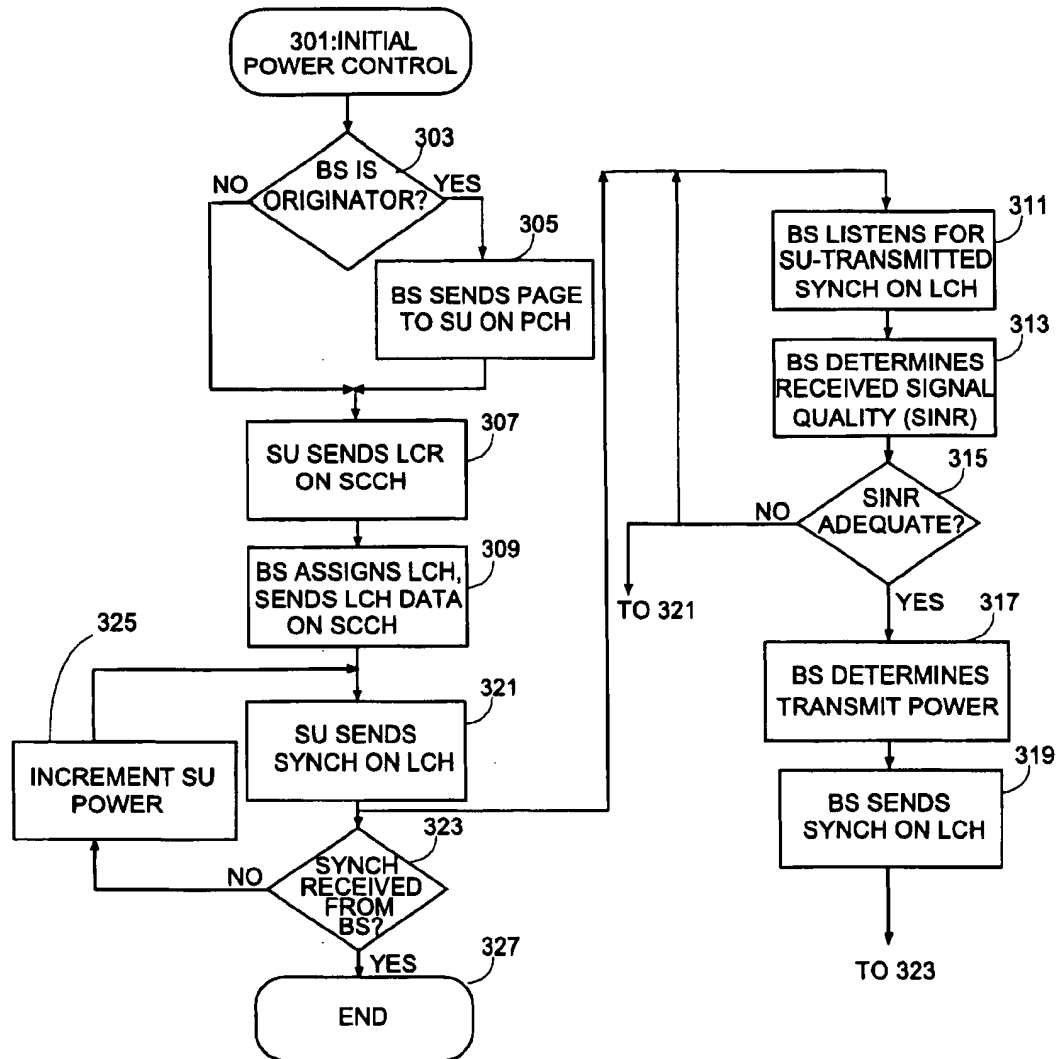 301:INITIAL
POWER CONTROL
303
BS IS
ORIGINATOR?
NO
YES
305
BS SENDS PAGE
TO SU ON PCH
307
SU SENDS LCR
ON SCCH
309
BS ASSIGNS LCH,
SENDS LCH DATA
ON SCCH
325
INCREMENT SU
POWER
321
SU SENDS
SYNCH ON LCH
323
SYNCH
RECEIVED
FROM
BS?
NO
YES
327
END
311
BS LISTENS FOR
SU-TRANSMITTED
SYNCH ON LCH
313
BS DETERMINES
RECEIVED SIGNAL
QUALITY (SINR)
315
SINR
ADEQUATE?
NO
TO 321
YES
317
BS DETERMINES
TRANSMIT POWER
319
BS SENDS
SYNCH ON LCH
TO 323